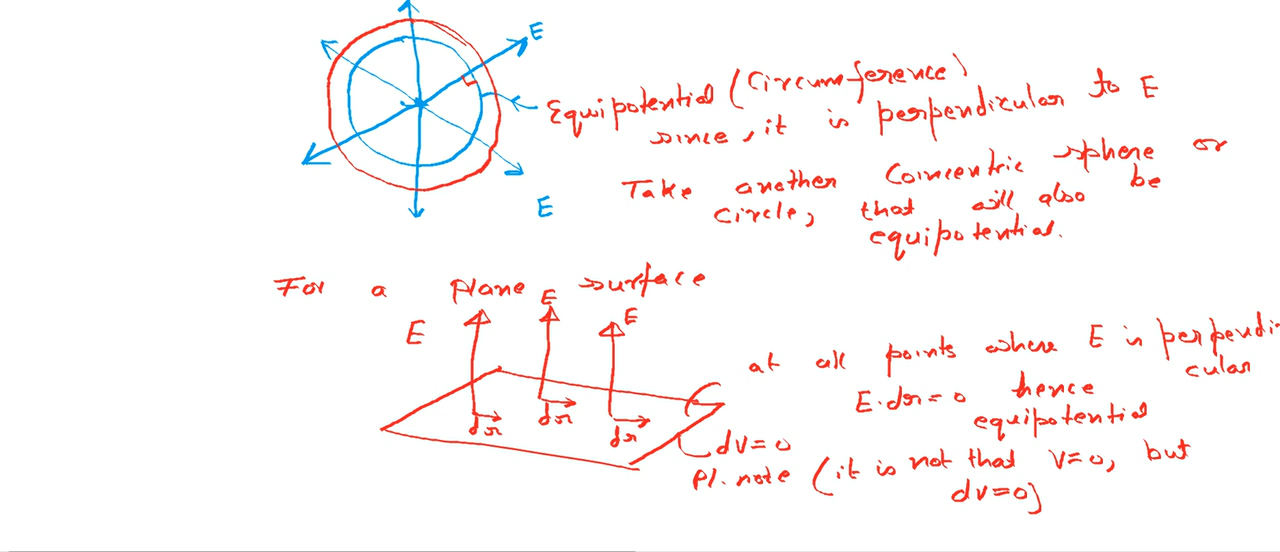 E
Equipotential (Circumference)
since, it is perpendicular to E
Take another Concentric sphere or
circle, that will also be
equipotential.
E
For a plane surface
E E E
at all points where E is perpendi-
cular
E.dr = 0 hence
equipotential
dr dr dr
dV=0
Pl. note (it is not that V=0, but
dV=0)